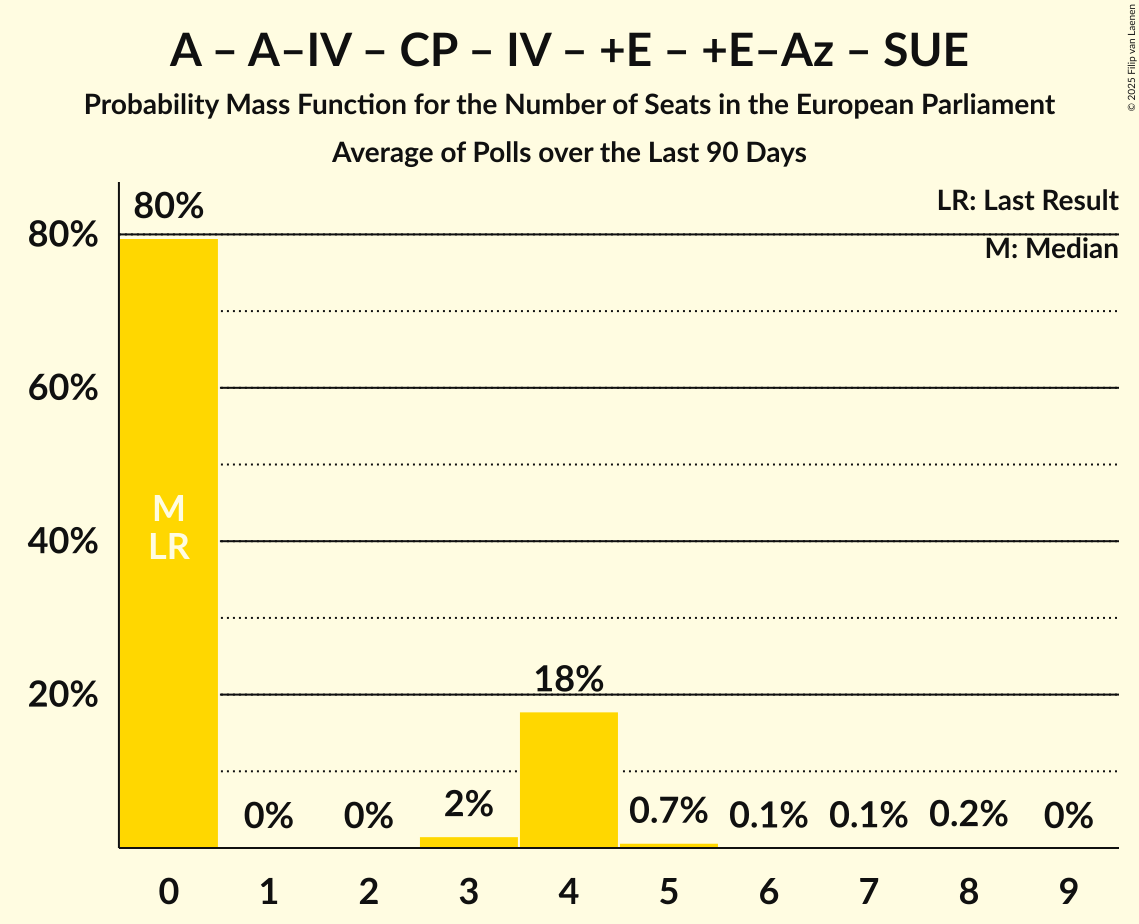 A – A–IV – CP – IV – +E – +E–Az – SUE
Probability Mass Function for the Number of Seats in the European Parliament
Average of Polls over the Last 90 Days
© 2025 Filip van Laenen
LR: Last Result
M: Median
80%
60%
40%
20%
80%
M
LR
0%
0%
2%
18%
0.7%
0.1%
0.1%
0.2%
0%
0 1 2 3 4 5 6 7 8 9